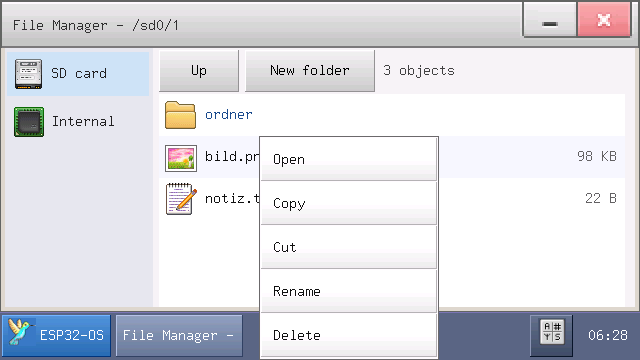 File Manager - /sd0/1
SD card
Internal
Up
New folder
3 objects
ordner
bild.pn
98 KB
notiz.t
22 B
Open
Copy
Cut
Rename
Delete
ESP32-OS
File Manager -
A#
TS
06:28